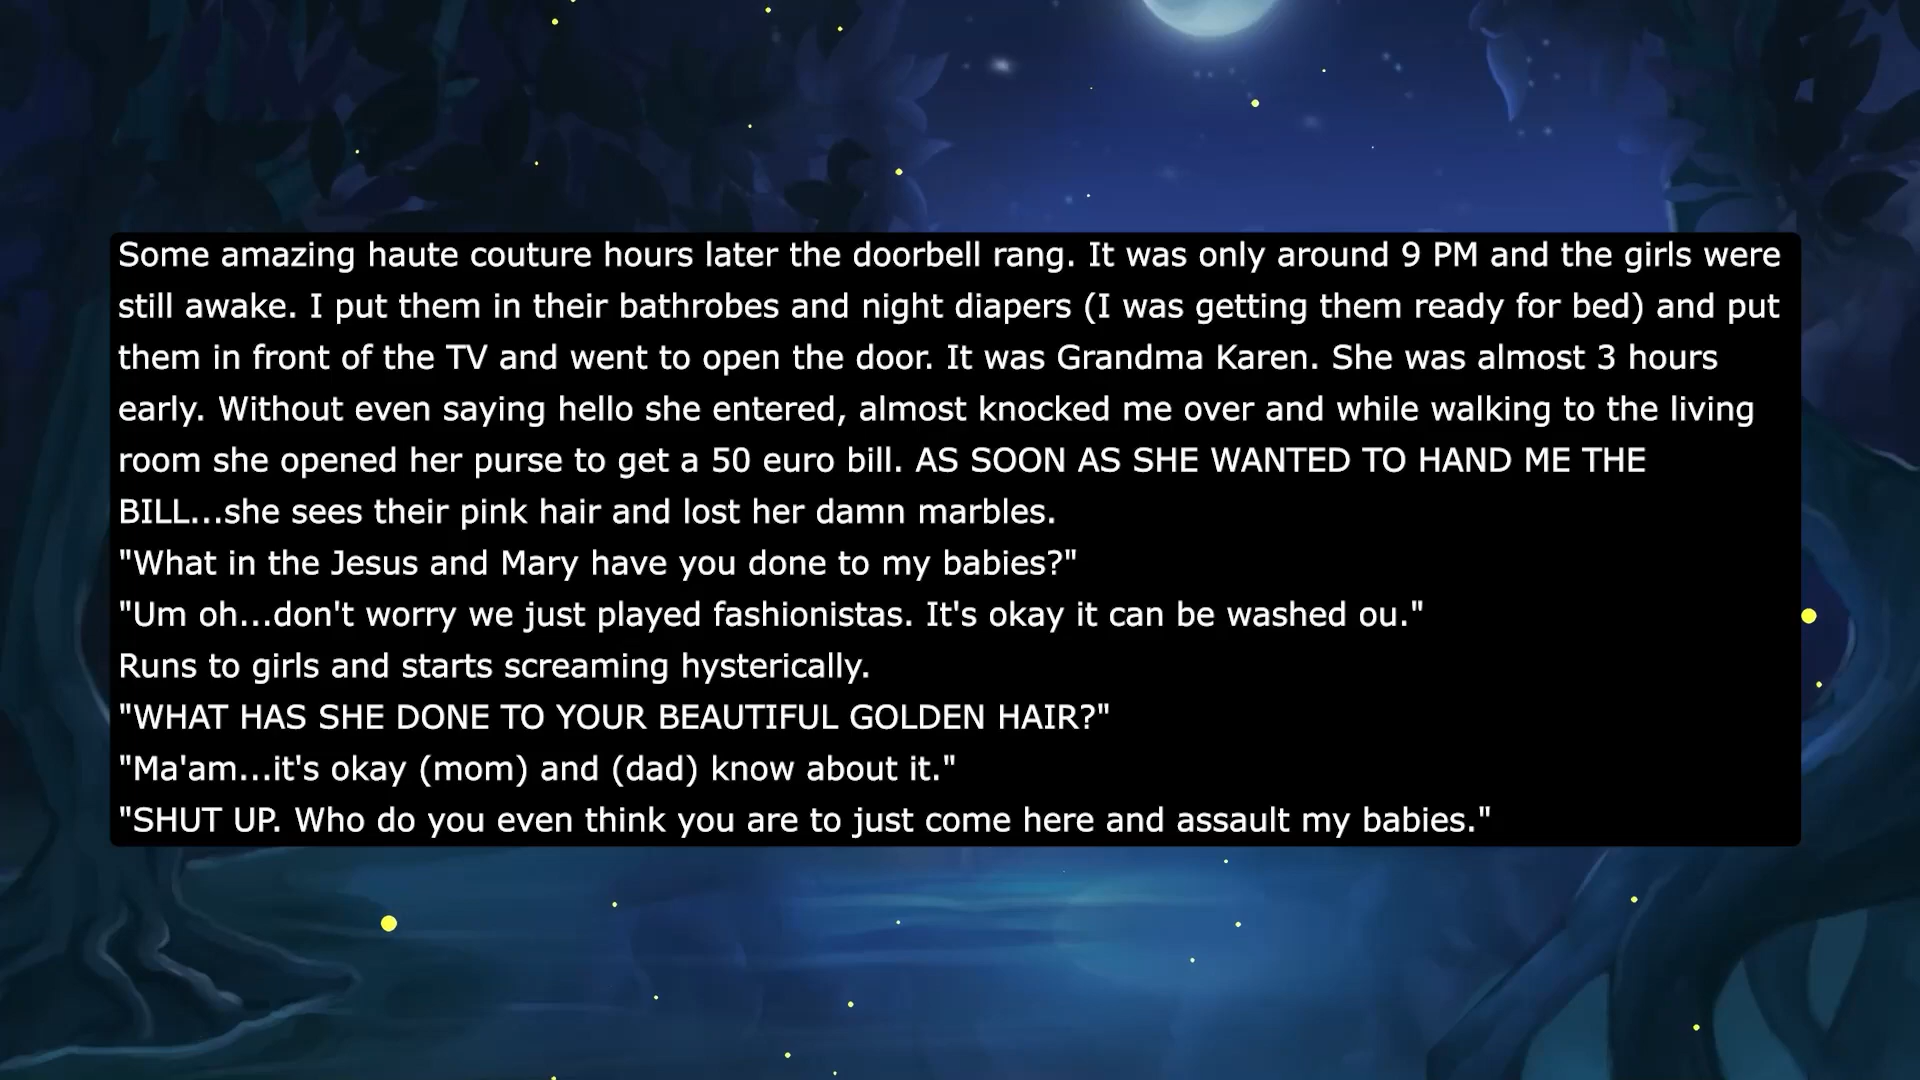 Some amazing haute couture hours later the doorbell rang. It was only around 9 PM and the girls were
still awake. I put them in their bathrobes and night diapers (I was getting them ready for bed) and put
them in front of the TV and went to open the door. It was Grandma Karen. She was almost 3 hours
early. Without even saying hello she entered, almost knocked me over and while walking to the living
room she opened her purse to get a 50 euro bill. AS SOON AS SHE WANTED TO HAND ME THE
BILL...she sees their pink hair and lost her damn marbles.
"What in the Jesus and Mary have you done to my babies?"
"Um oh...don't worry we just played fashionistas. It's okay it can be washed ou."
Runs to girls and starts screaming hysterically.
"WHAT HAS SHE DONE TO YOUR BEAUTIFUL GOLDEN HAIR?"
"Ma'am...it's okay (mom) and (dad) know about it."
"SHUT UP. Who do you even think you are to just come here and assault my babies."